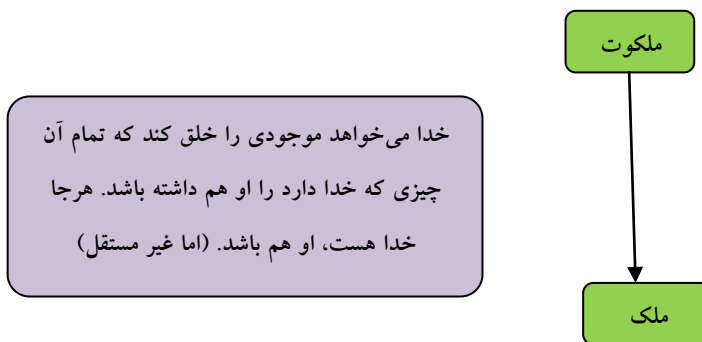 ملکوت
خدا می‌خواهد موجودی را خلق کند که تمام آن
چیزی که خدا دارد را او هم داشته باشد. هرجا
خدا هست، او هم باشد. (اما غیر مستقل)
ملک